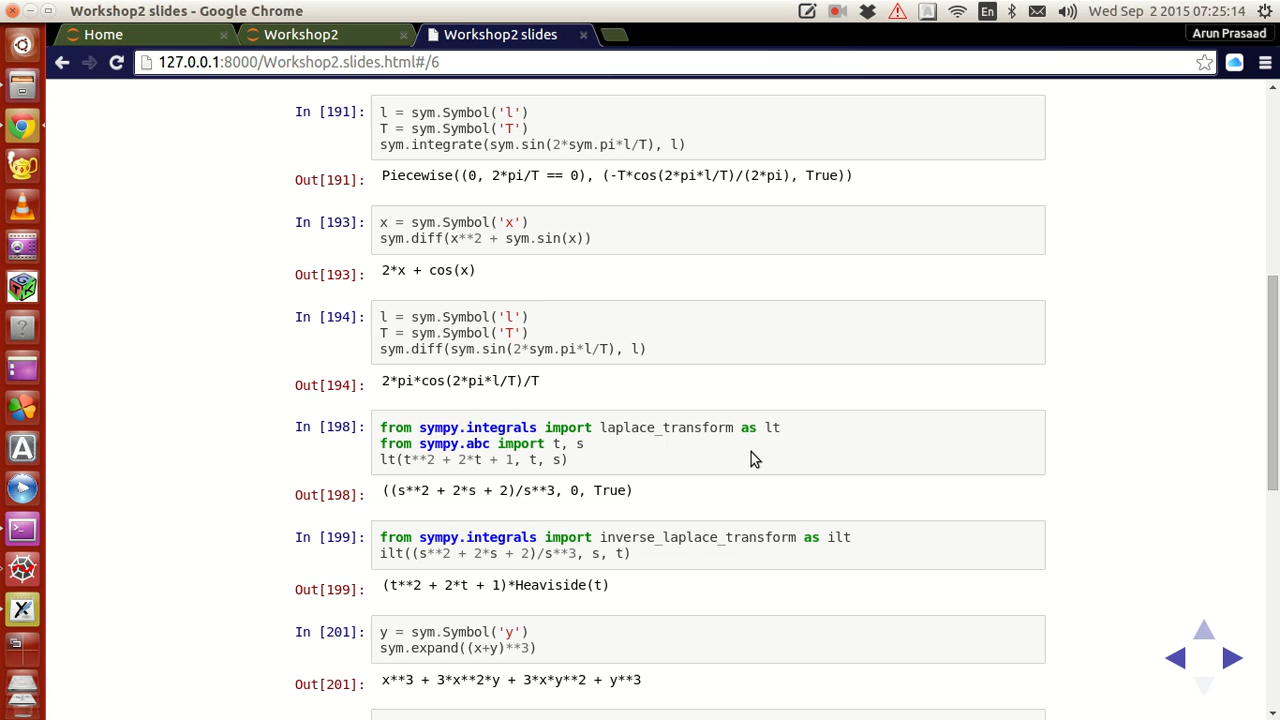 Workshop2 slides - Google Chrome
En
Wed Sep 2 2015 07:25:14
Home
Workshop2
Workshop2 slides
Arun Prasaad
127.0.0.1:8000/Workshop2.slides.html#/6
In [191]:
l = sym.Symbol('l')
T = sym.Symbol('T')
sym.integrate(sym.sin(2*sym.pi*l/T), l)
Out[191]:
Piecewise((0, 2*pi/T == 0), (-T*cos(2*pi*l/T)/(2*pi), True))
In [193]:
x = sym.Symbol('x')
sym.diff(x**2 + sym.sin(x))
Out[193]:
2*x + cos(x)
In [194]:
l = sym.Symbol('l')
T = sym.Symbol('T')
sym.diff(sym.sin(2*sym.pi*l/T), l)
Out[194]:
2*pi*cos(2*pi*l/T)/T
In [198]:
from sympy.integrals import laplace_transform as lt
from sympy.abc import t, s
lt(t**2 + 2*t + 1, t, s)
Out[198]:
((s**2 + 2*s + 2)/s**3, 0, True)
In [199]:
from sympy.integrals import inverse_laplace_transform as ilt
ilt((s**2 + 2*s + 2)/s**3, s, t)
Out[199]:
(t**2 + 2*t + 1)*Heaviside(t)
In [201]:
y = sym.Symbol('y')
sym.expand((x+y)**3)
Out[201]:
x**3 + 3*x**2*y + 3*x*y**2 + y**3